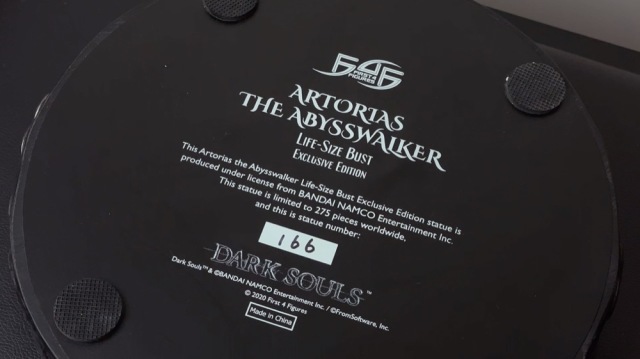 F4F
FIRST 4
FIGURES
ARTORIAS
THE ABYSSWALKER
LIFE-SIZE BUST
EXCLUSIVE EDITION
This Artorias the Abysswalker Life-Size Bust Exclusive Edition statue is
produced under license from BANDAI NAMCO Entertainment Inc.
This statue is limited to 275 pieces worldwide,
and this is statue number:
166
DARK SOULS™
Dark Souls™ & ©BANDAI NAMCO Entertainment Inc. / ©FromSoftware, Inc.
© 2020 First 4 Figures
Made in China